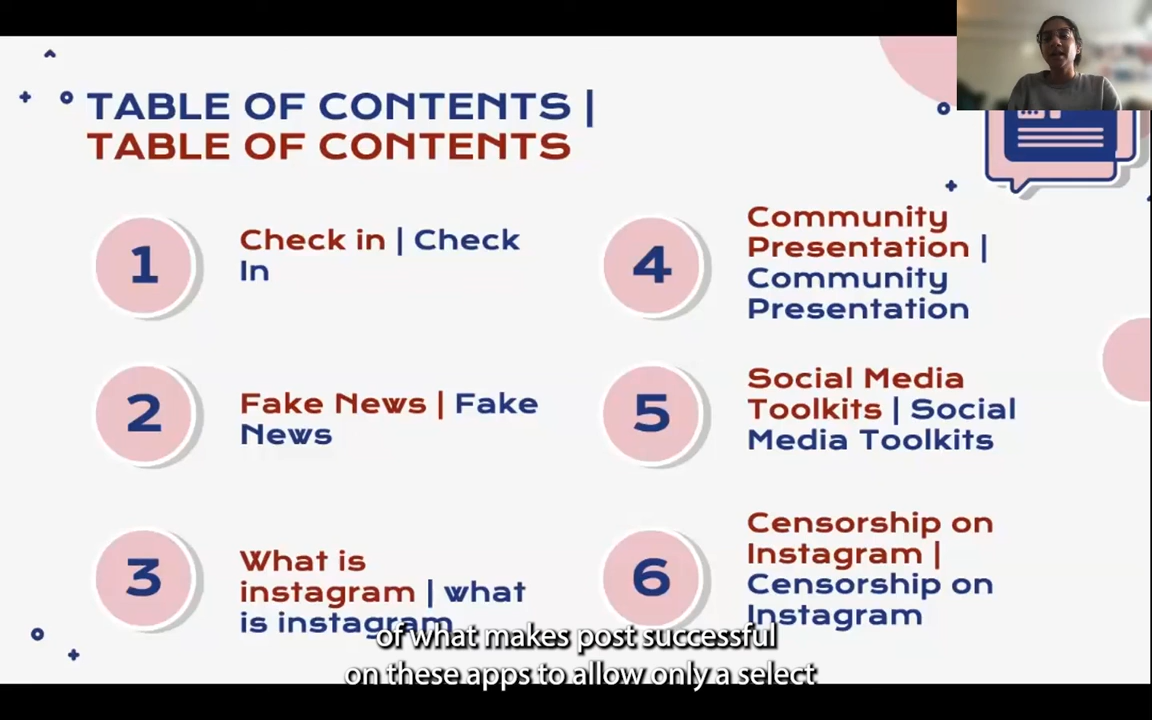 TABLE OF CONTENTS |
TABLE OF CONTENTS
1
Check in | Check
In
2
Fake News | Fake
News
3
What is
instagram | what
is instagram
4
Community
Presentation |
Community
Presentation
5
Social Media
Toolkits | Social
Media Toolkits
6
Censorship on
Instagram |
Censorship on
Instagram
of what makes post successful
on these apps to allow only a select